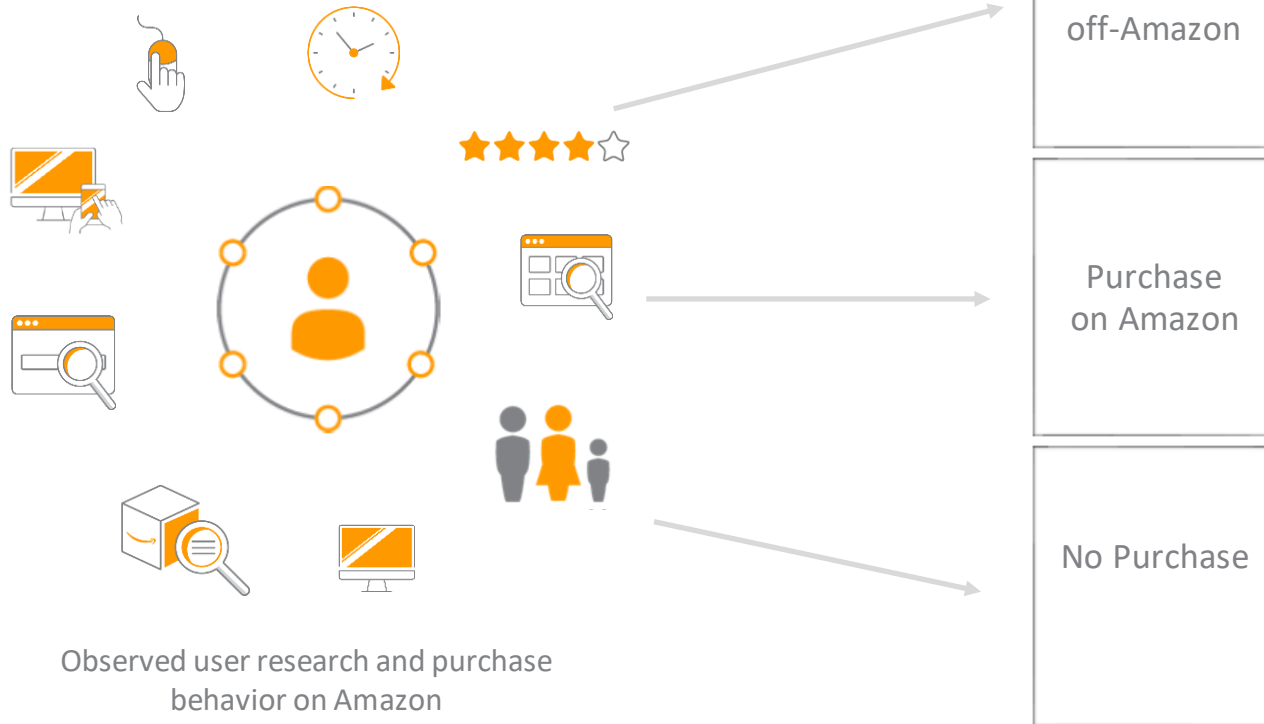 off-Amazon
Purchase
on Amazon
No Purchase
Observed user research and purchase
behavior on Amazon